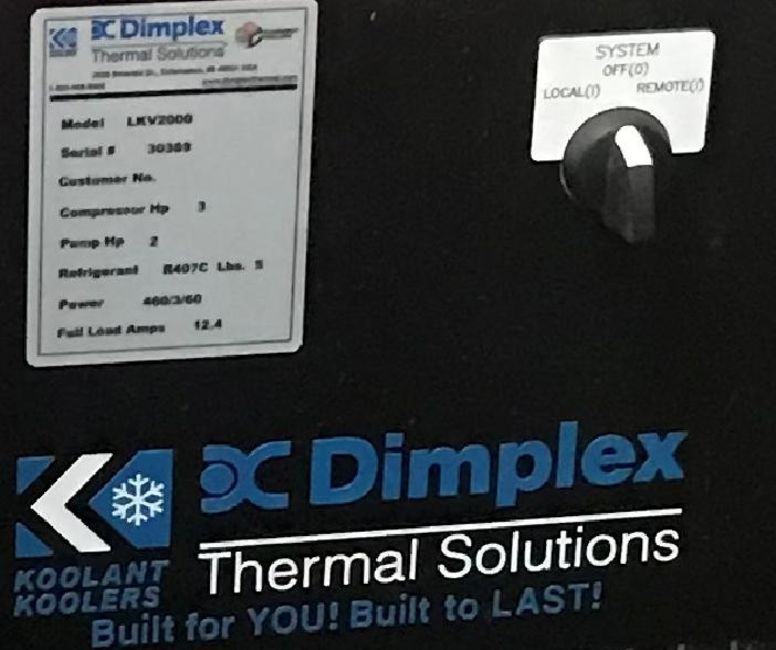 DC Dimplex
Thermal Solutions
Model LKV2000
Serial # 30389
Customer No.
Compressor Hp 3
Pump Hp 2
Refrigerant R407C Lbs. 5
Power 460/3/60
Full Load Amps 12.4
SYSTEM
OFF(0)
LOCAL(I) REMOTE(I)
DC Dimplex
Thermal Solutions
KOOLANT
KOOLERS
Built for YOU! Built to LAST!